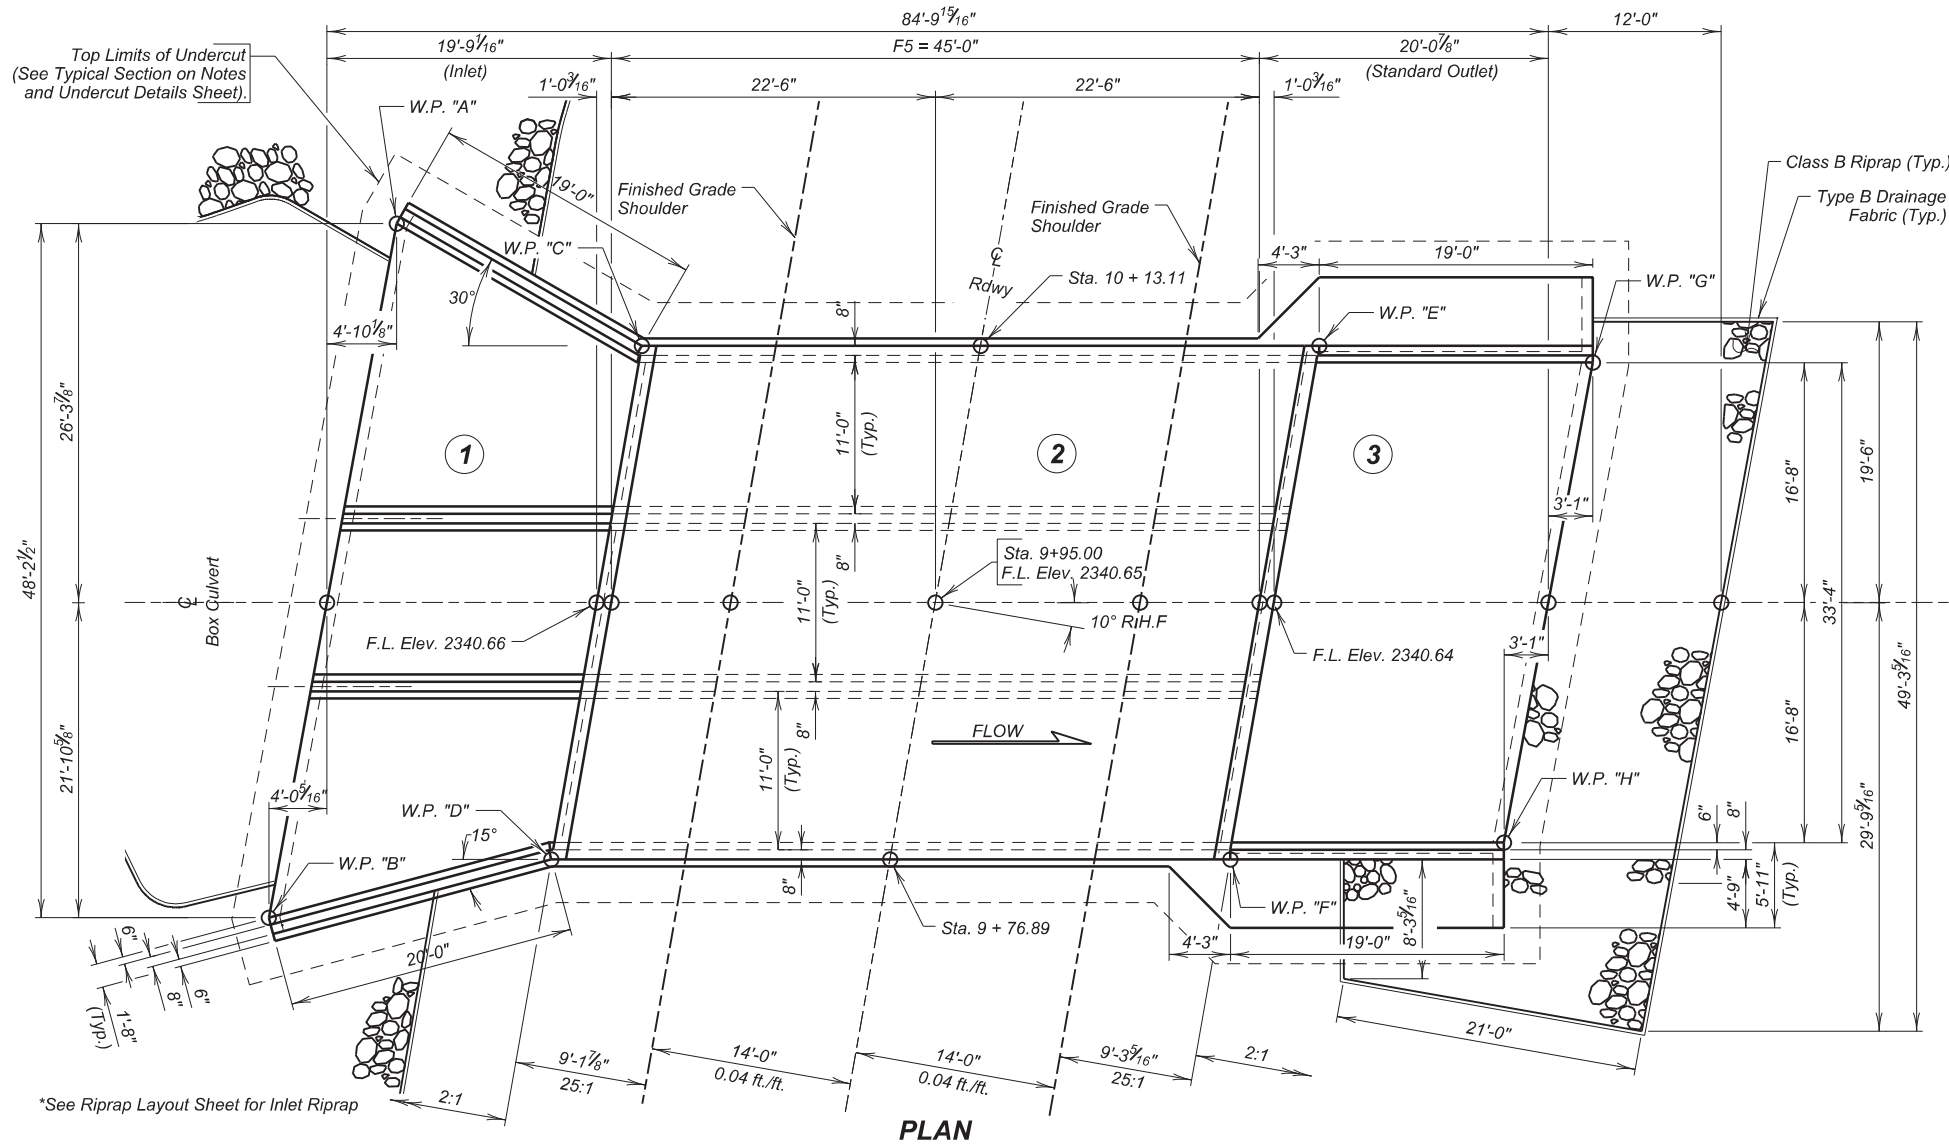 84'-9 15/16"
12'-0"
19'-9 1/16"
(Inlet)
F5 = 45'-0"
20'-0 7/8"
(Standard Outlet)
Top Limits of Undercut
(See Typical Section on Notes
and Undercut Details Sheet).
1'-0 3/16"
22'-6"
22'-6"
1'-0 3/16"
W.P. "A"
19'-0"
Finished Grade
Shoulder
Finished Grade
Shoulder
Class B Riprap (Typ.)
Type B Drainage
Fabric (Typ.)
W.P. "C"
℄
Rdwy
Sta. 10 + 13.11
4'-3"
19'-0"
W.P. "G"
30°
4'-10 1/8"
8"
W.P. "E"
26'-3 7/8"
48'-2 1/2"
1
11'-0"
(Typ.)
2
3
3'-1"
16'-8"
19'-6"
℄
Box Culvert
F.L. Elev. 2340.66
11'-0"
(Typ.)
8"
Sta. 9+95.00
F.L. Elev. 2340.65
10° R.H.F
F.L. Elev. 2340.64
3'-1"
33'-4"
49'-3 5/16"
21'-10 5/8"
4'-0 5/16"
W.P. "D"
15°
11'-0"
(Typ.)
8"
FLOW
W.P. "H"
16'-8"
6"
8"
29'-9 5/16"
W.P. "B"
8"
Sta. 9 + 76.89
W.P. "F"
4'-9"
5'-11"
(Typ.)
6"
8"
6"
1'-8"
(Typ.)
20'-0"
4'-3"
19'-0"
8'-3 5/16"
21'-0"
2:1
9'-1 7/8"
25:1
14'-0"
0.04 ft./ft.
14'-0"
0.04 ft./ft.
9'-3 5/16"
25:1
2:1
*See Riprap Layout Sheet for Inlet Riprap
PLAN